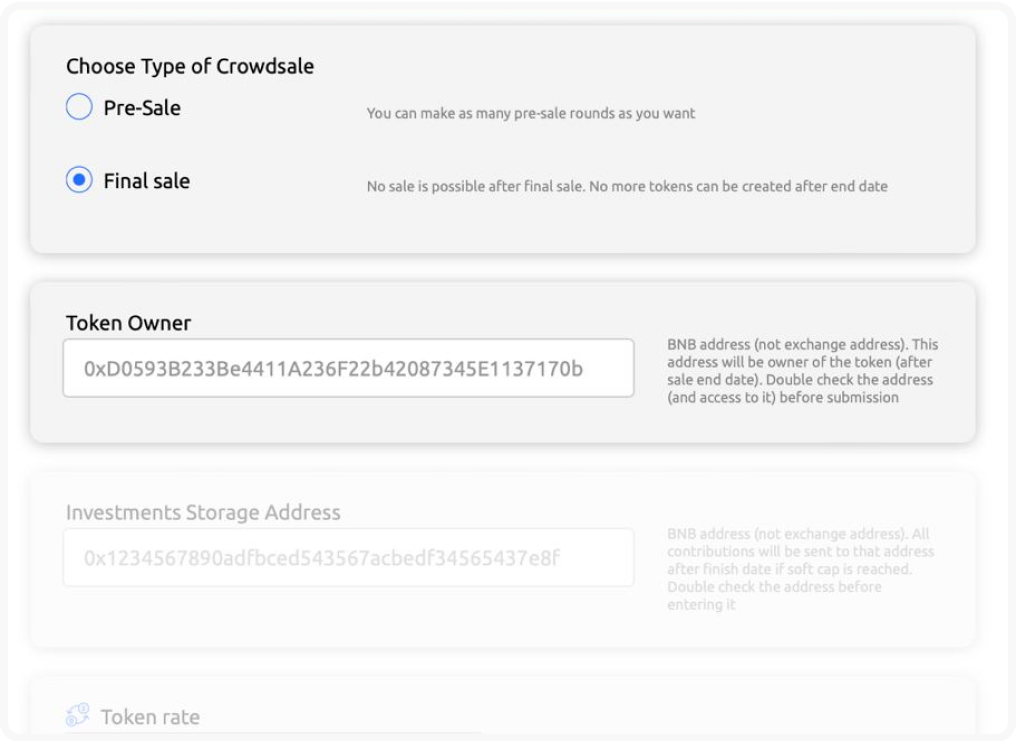 Choose Type of Crowdsale
Pre-Sale
You can make as many pre-sale rounds as you want
Final sale
No sale is possible after final sale. No more tokens can be created after end date
Token Owner
0xD0593B233Be4411A236F22b42087345E1137170b
BNB address (not exchange address). This
address will be owner of the token (after
sale end date). Double check the address
(and access to it) before submission
Investments Storage Address
0x1234567890adfbced543567acbedf34565437e8f
BNB address (not exchange address). All
contributions will be sent to that address
after finish date if soft cap is reached.
Double check the address before
entering it
Token rate